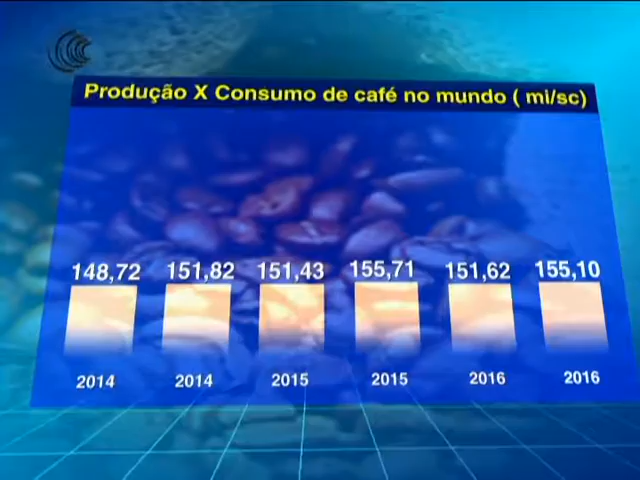 Produção X Consumo de café no mundo ( mi/sc)
148,72 151,82 151,43 155,71 151,62 155,10
2014 2014 2015 2015 2016 2016